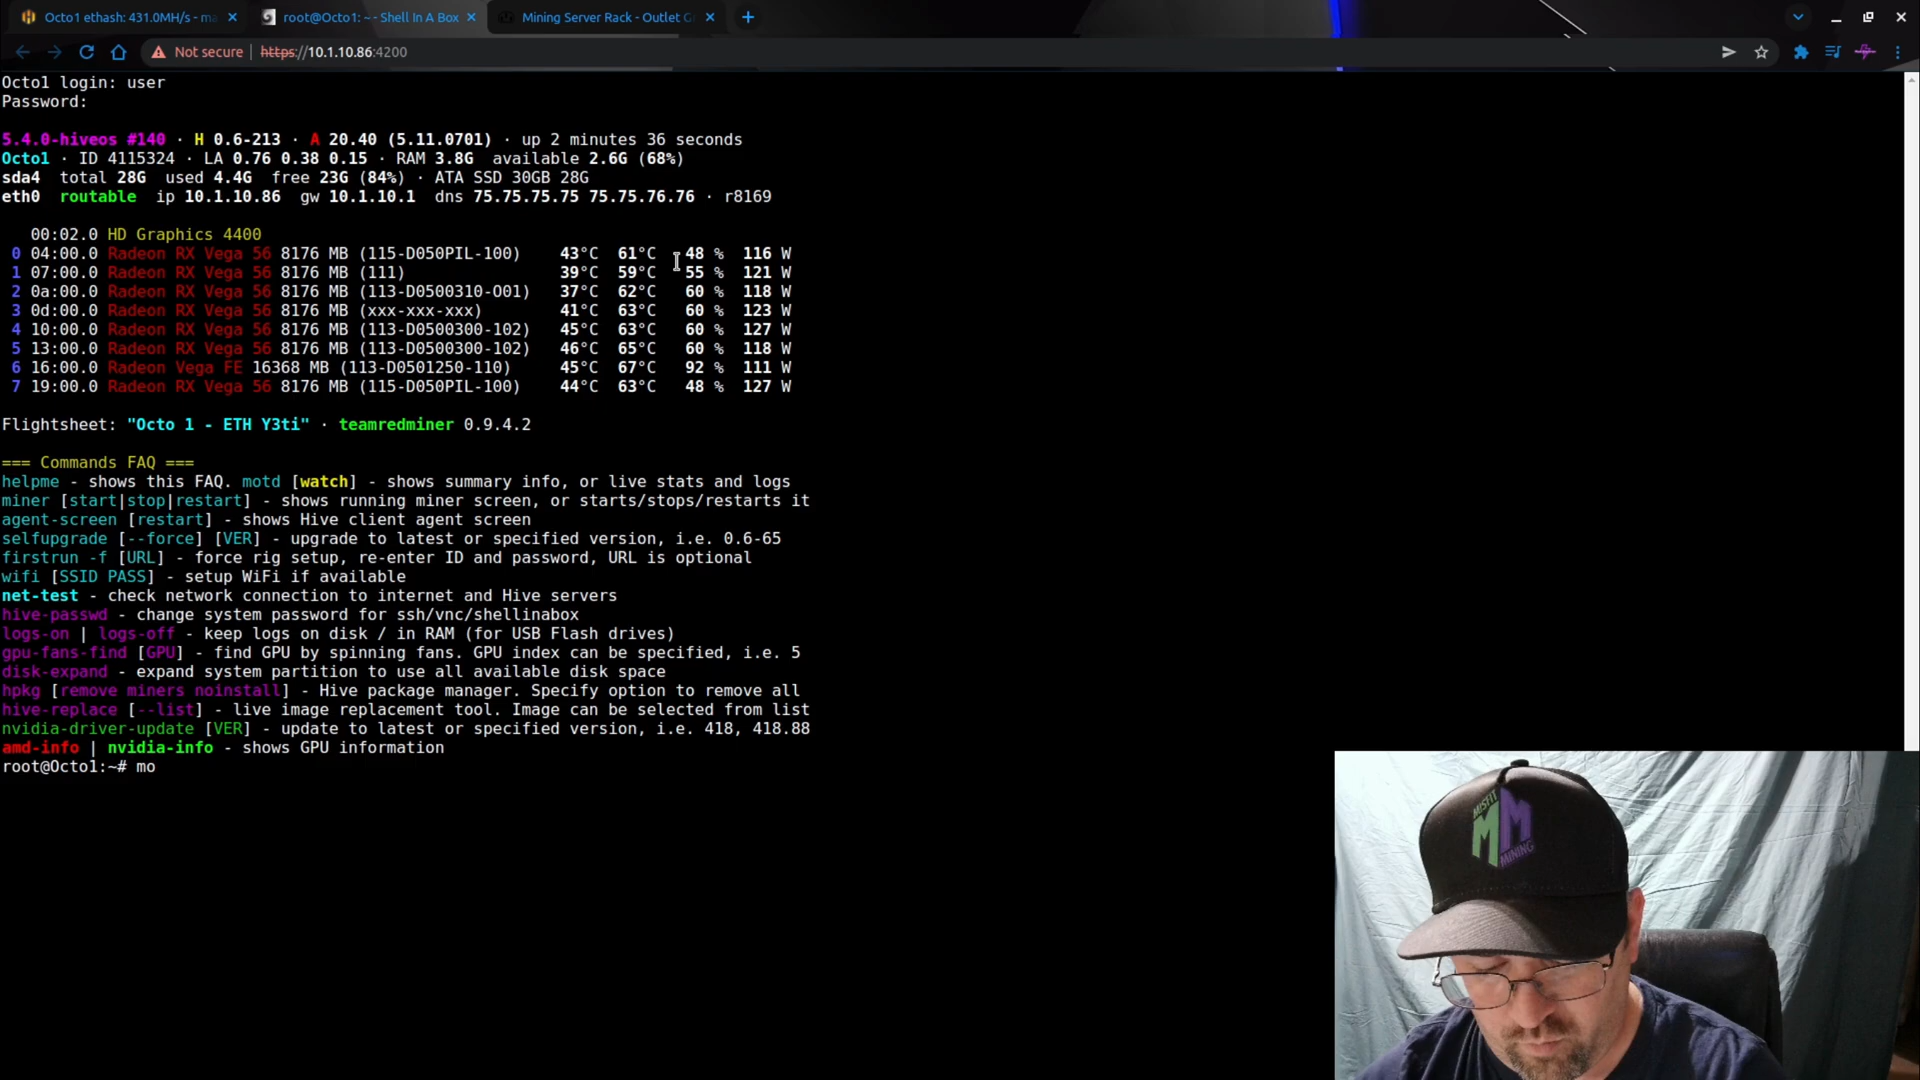 Octo1 ethash: 431.0MH/s - ma
root@Octo1: ~ - Shell In A Box
Mining Server Rack - Outlet G
Not secure | https://10.1.10.86:4200
Octo1 login: user
Password:
5.4.0-hiveos #140 · H 0.6-213 · A 20.40 (5.11.0701) · up 2 minutes 36 seconds
Octo1 · ID 4115324 · LA 0.76 0.38 0.15 · RAM 3.8G available 2.6G (68%)
sda4 total 28G used 4.4G free 23G (84%) · ATA SSD 30GB 28G
eth0 routable ip 10.1.10.86 gw 10.1.10.1 dns 75.75.75.75 75.75.76.76 · r8169
00:02.0 HD Graphics 4400
0 04:00.0 Radeon RX Vega 56 8176 MB (115-D050PIL-100) 43°C 61°C 48 % 116 W
1 07:00.0 Radeon RX Vega 56 8176 MB (111) 39°C 59°C 55 % 121 W
2 0a:00.0 Radeon RX Vega 56 8176 MB (113-D0500310-O01) 37°C 62°C 60 % 118 W
3 0d:00.0 Radeon RX Vega 56 8176 MB (xxx-xxx-xxx) 41°C 63°C 60 % 123 W
4 10:00.0 Radeon RX Vega 56 8176 MB (113-D0500300-102) 45°C 63°C 60 % 127 W
5 13:00.0 Radeon RX Vega 56 8176 MB (113-D0500300-102) 46°C 65°C 60 % 118 W
6 16:00.0 Radeon Vega FE 16368 MB (113-D0501250-110) 45°C 67°C 92 % 111 W
7 19:00.0 Radeon RX Vega 56 8176 MB (115-D050PIL-100) 44°C 63°C 48 % 127 W
Flightsheet: "Octo 1 - ETH Y3ti" · teamredminer 0.9.4.2
=== Commands FAQ ===
helpme - shows this FAQ. motd [watch] - shows summary info, or live stats and logs
miner [start|stop|restart] - shows running miner screen, or starts/stops/restarts it
agent-screen [restart] - shows Hive client agent screen
selfupgrade [--force] [VER] - upgrade to latest or specified version, i.e. 0.6-65
firstrun -f [URL] - force rig setup, re-enter ID and password, URL is optional
wifi [SSID PASS] - setup WiFi if available
net-test - check network connection to internet and Hive servers
hive-passwd - change system password for ssh/vnc/shellinabox
logs-on | logs-off - keep logs on disk / in RAM (for USB Flash drives)
gpu-fans-find [GPU] - find GPU by spinning fans. GPU index can be specified, i.e. 5
disk-expand - expand system partition to use all available disk space
hpkg [remove miners noinstall] - Hive package manager. Specify option to remove all
hive-replace [--list] - live image replacement tool. Image can be selected from list
nvidia-driver-update [VER] - update to latest or specified version, i.e. 418, 418.88
amd-info | nvidia-info - shows GPU information
root@Octo1:~# mo
MISFIT
MM
MINING